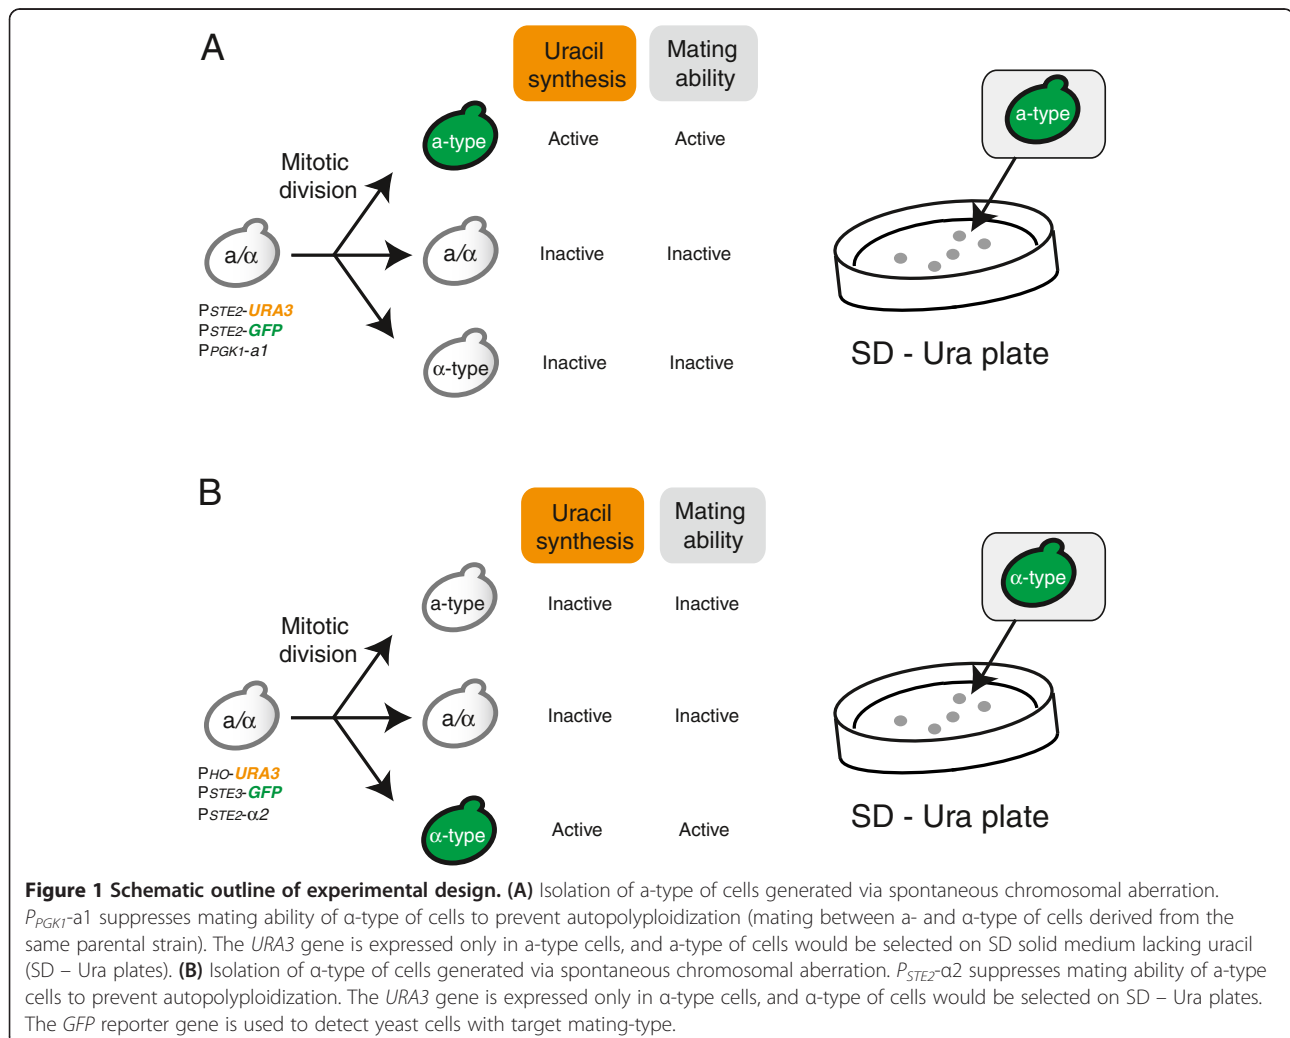 A
Uracil synthesis
Mating ability
a-type
Active
Active
a-type
Mitotic division
a/α
a/α
Inactive
Inactive
PSTE2-URA3
PSTE2-GFP
PPGK1-a1
α-type
Inactive
Inactive
SD - Ura plate
B
Uracil synthesis
Mating ability
a-type
Inactive
Inactive
α-type
Mitotic division
a/α
a/α
Inactive
Inactive
PHO-URA3
PSTE3-GFP
PSTE2-α2
α-type
Active
Active
SD - Ura plate
Figure 1 Schematic outline of experimental design. (A) Isolation of a-type of cells generated via spontaneous chromosomal aberration.
PPGK1-a1 suppresses mating ability of α-type of cells to prevent autopolyploidization (mating between a- and α-type of cells derived from the
same parental strain). The URA3 gene is expressed only in a-type cells, and a-type of cells would be selected on SD solid medium lacking uracil
(SD – Ura plates). (B) Isolation of α-type of cells generated via spontaneous chromosomal aberration. PSTE2-α2 suppresses mating ability of a-type
cells to prevent autopolyploidization. The URA3 gene is expressed only in α-type cells, and α-type of cells would be selected on SD – Ura plates.
The GFP reporter gene is used to detect yeast cells with target mating-type.